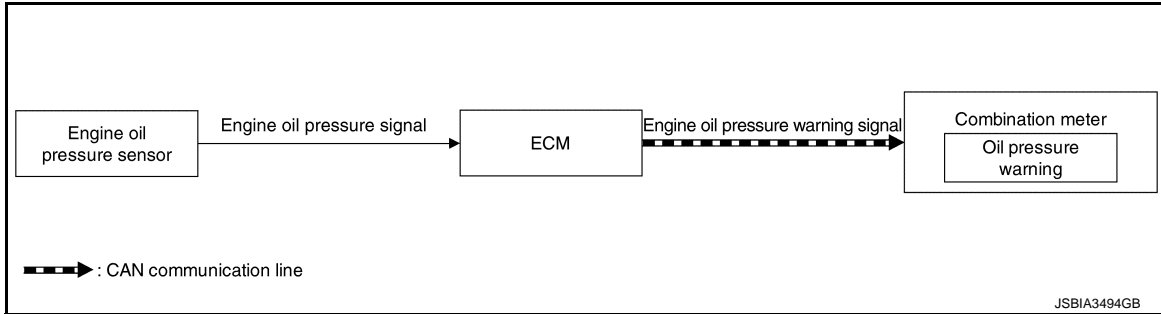 Engine oil
pressure sensor
Engine oil pressure signal
ECM
Engine oil pressure warning signal
Combination meter
Oil pressure
warning
: CAN communication line
JSBIA3494GB